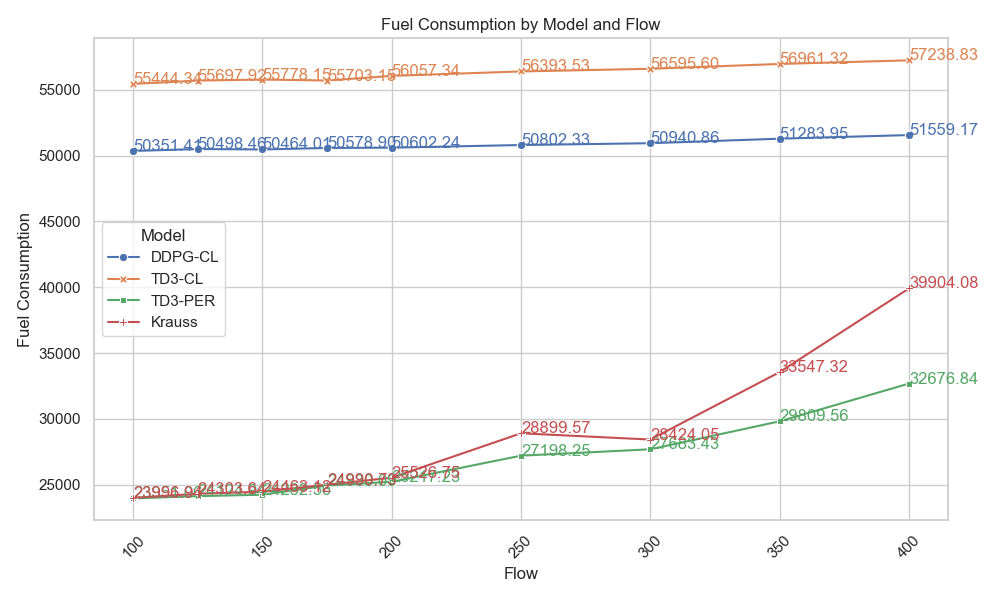 Fuel Consumption by Model and Flow
55444.34 55697.92 55778.15 55703.15 56057.34 56393.53 56595.60 56961.32 57238.83
50351.41 50498.46 50464.01 50578.90 50602.24 50802.33 50940.86 51283.95 51559.17
39904.08
33547.32
32676.84
29809.56
28899.57 28424.05
27198.25 27683.43
24303.64 24463.12 25526.75
55000
50000
45000
40000
35000
30000
25000
Fuel Consumption
Model
DDPG-CL
TD3-CL
TD3-PER
Krauss
100 150 200 250 300 350 400
Flow